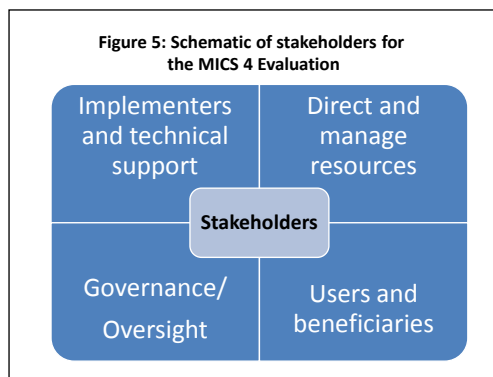 Figure 5: Schematic of stakeholders for
the MICS 4 Evaluation
Implementers
and technical
support
Direct and
manage
resources
Stakeholders
Governance/
Oversight
Users and
beneficiaries